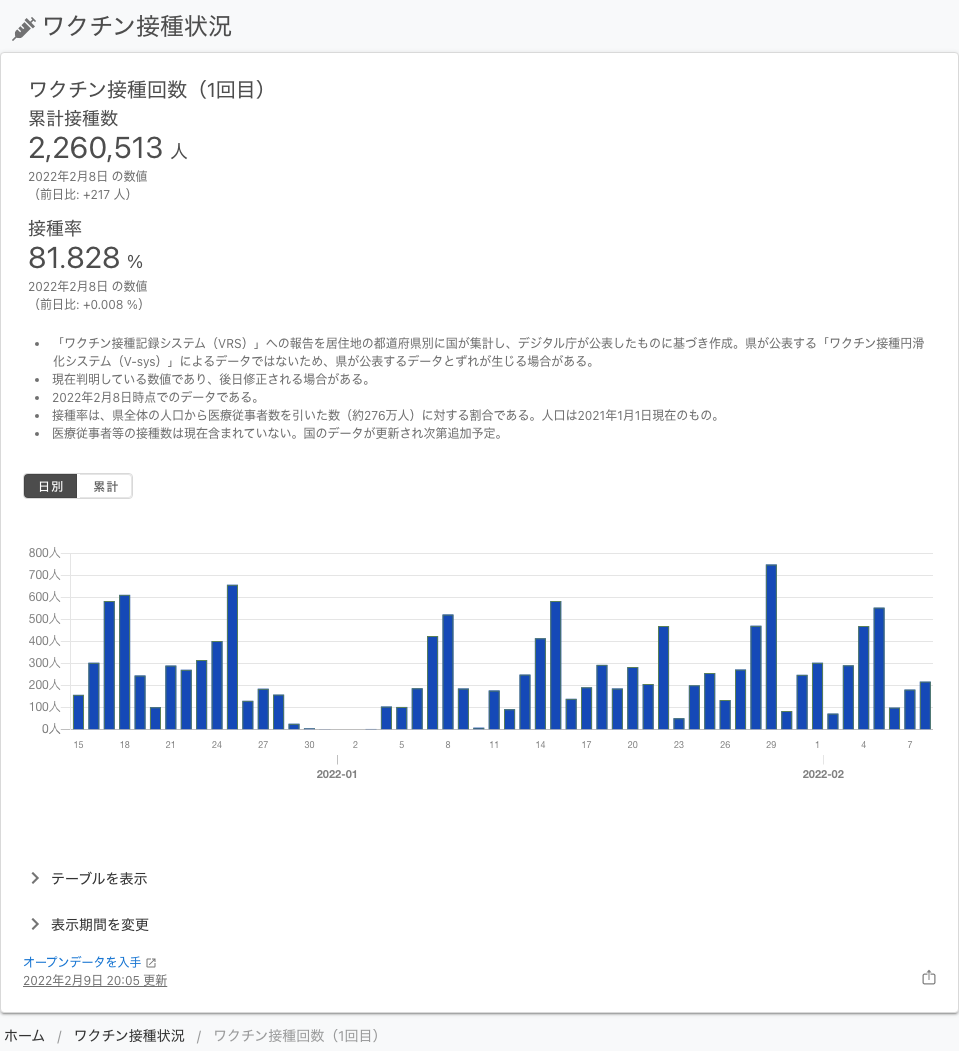 ワクチン接種状況
ワクチン接種回数（1回目）
累計接種数
2,260,513 人
2022年2月8日 の数値
（前日比: +217 人）
接種率
81.828 %
2022年2月8日 の数値
（前日比: +0.008 %）
• 「ワクチン接種記録システム（VRS）」への報告を居住地の都道府県別に国が集計し、デジタル庁が公表したものに基づき作成。県が公表する「ワクチン接種円滑
化システム（V-sys）」によるデータではないため、県が公表するデータとずれが生じる場合がある。
• 現在判明している数値であり、後日修正される場合がある。
• 2022年2月8日時点でのデータである。
• 接種率は、県全体の人口から医療従事者数を引いた数（約276万人）に対する割合である。人口は2021年1月1日現在のもの。
• 医療従事者等の接種数は現在含まれていない。国のデータが更新され次第追加予定。
日別 累計
800人
700人
600人
500人
400人
300人
200人
100人
0人
15 18 21 24 27 30 2 5 8 11 14 17 20 23 26 29 1 4 7
2022-01 2022-02
テーブルを表示
表示期間を変更
オープンデータを入手
2022年2月9日 20:05 更新
ホーム / ワクチン接種状況 / ワクチン接種回数（1回目）